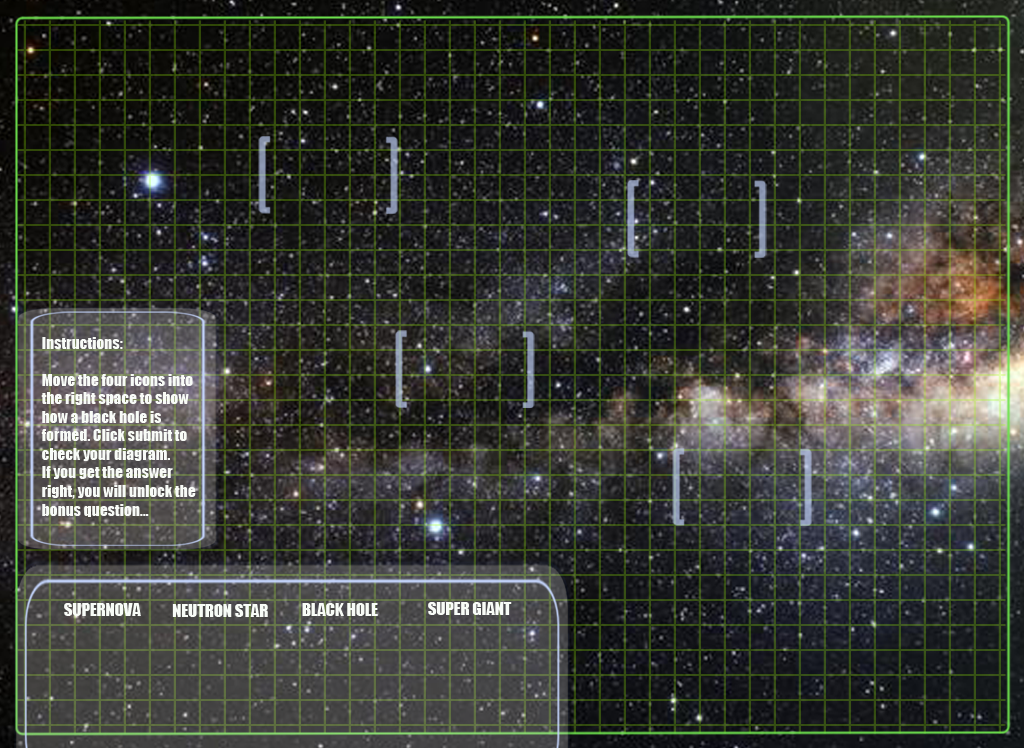 Instructions:
Move the four icons into
the right space to show
how a black hole is
formed. Click submit to
check your diagram.
If you get the answer
right, you will unlock the
bonus question...
SUPERNOVA NEUTRON STAR BLACK HOLE SUPER GIANT